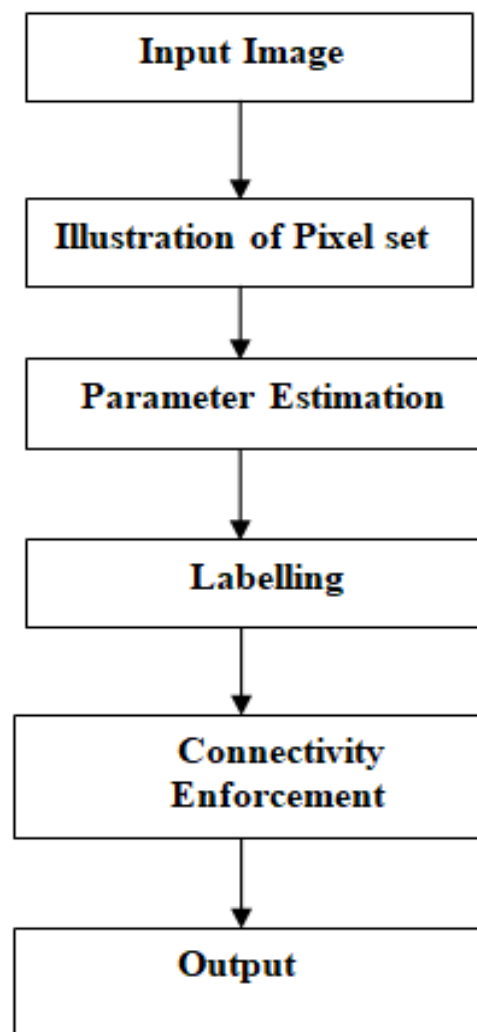 Input Image
Illustration of Pixel set
Parameter Estimation
Labelling
Connectivity
Enforcement
Output